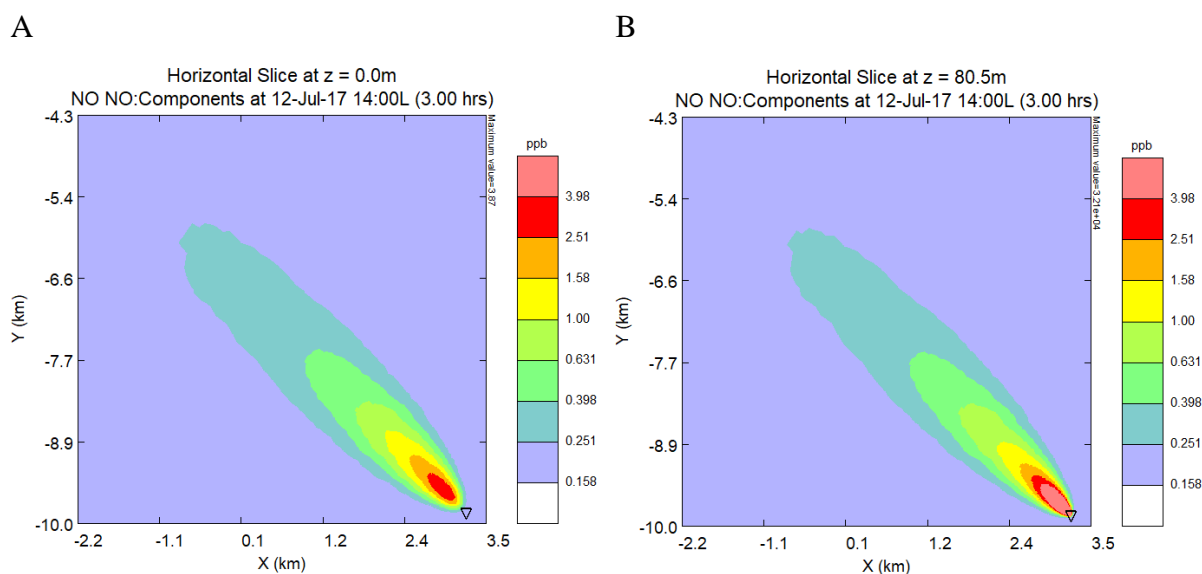 A
Horizontal Slice at z = 0.0m
NO NO:Components at 12-Jul-17 14:00L (3.00 hrs)
Maximum value=3.87
ppb
3.98
2.51
1.58
1.00
0.631
0.398
0.251
0.158
Y (km)
-4.3
-5.4
-6.6
-7.7
-8.9
-10.0
-2.2 -1.1 0.1 1.2 2.4 3.5
X (km)
B
Horizontal Slice at z = 80.5m
NO NO:Components at 12-Jul-17 14:00L (3.00 hrs)
Maximum value=3.21e+04
ppb
3.98
2.51
1.58
1.00
0.631
0.398
0.251
0.158
Y (km)
-4.3
-5.4
-6.6
-7.7
-8.9
-10.0
-2.2 -1.1 0.1 1.2 2.4 3.5
X (km)